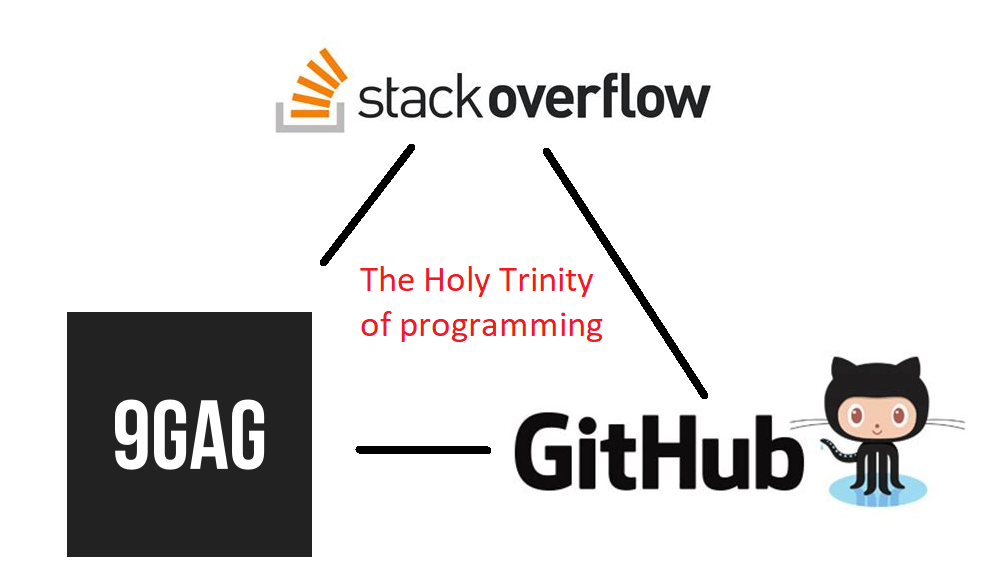 stackoverflow
The Holy Trinity
of programming
9GAG
GitHub